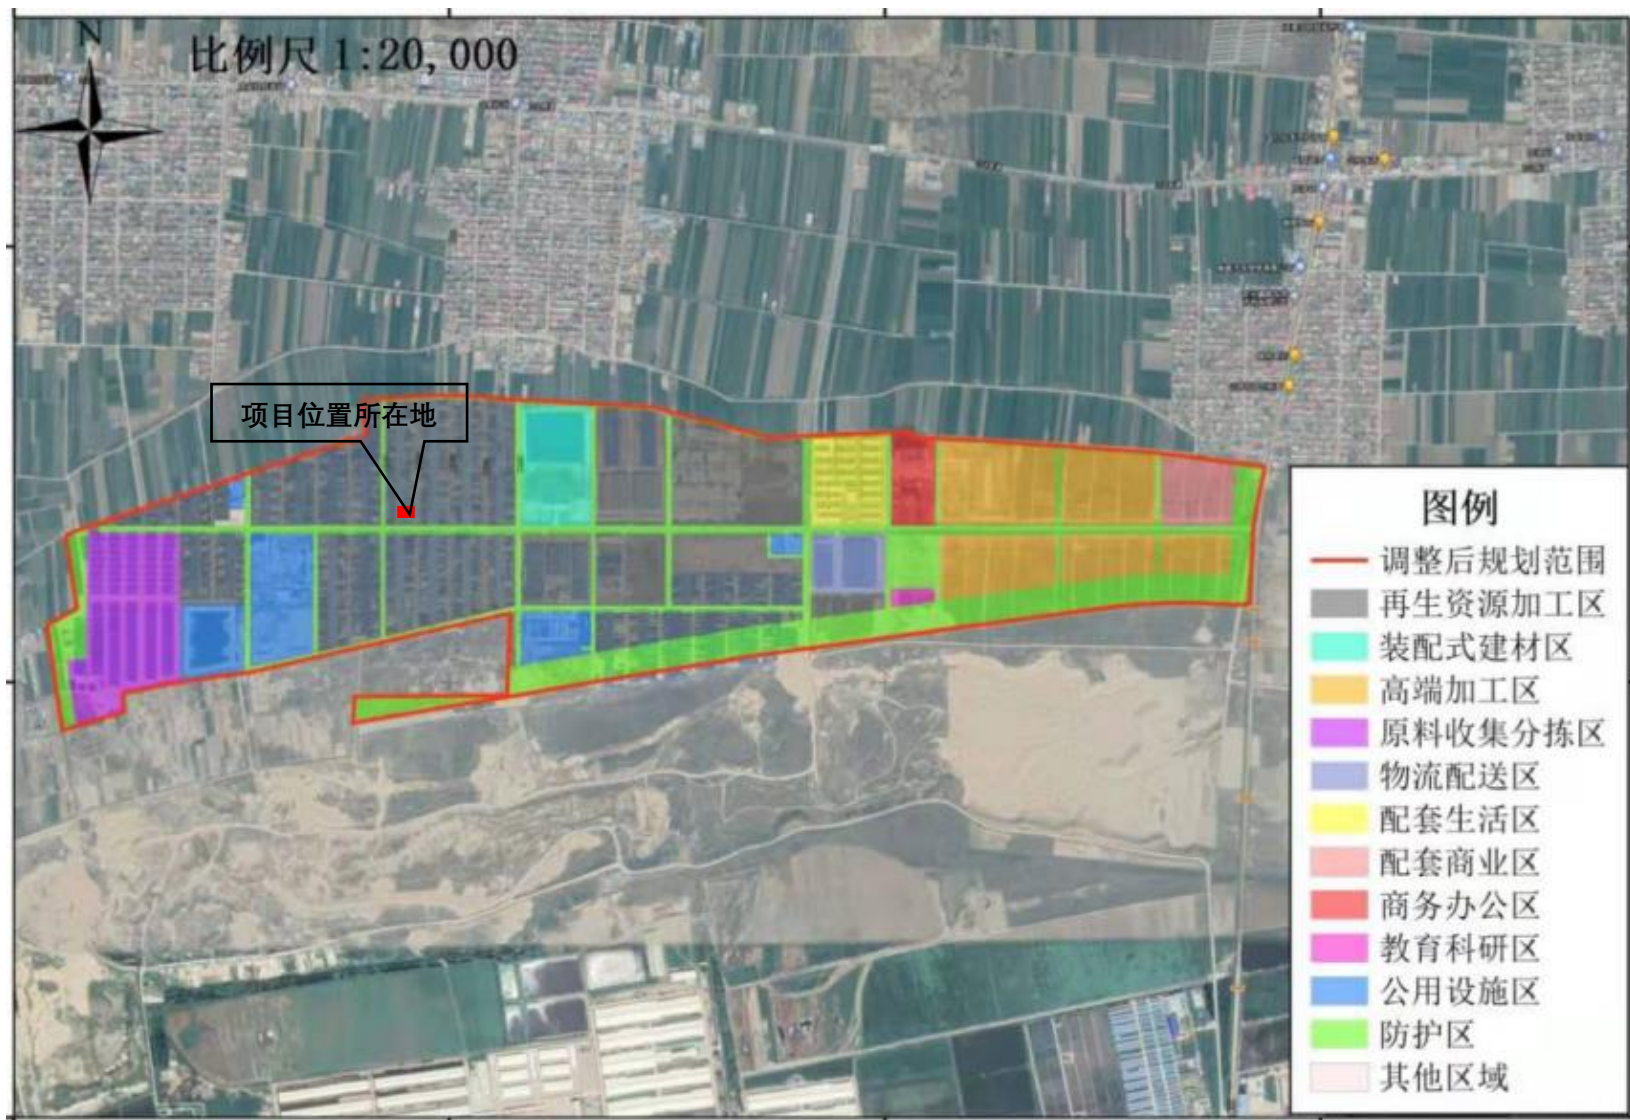 N
比例尺 1:20,000
项目位置所在地
图例
调整后规划范围
再生资源加工区
装配式建材区
高端加工区
原料收集分拣区
物流配送区
配套生活区
配套商业区
商务办公区
教育科研区
公用设施区
防护区
其他区域